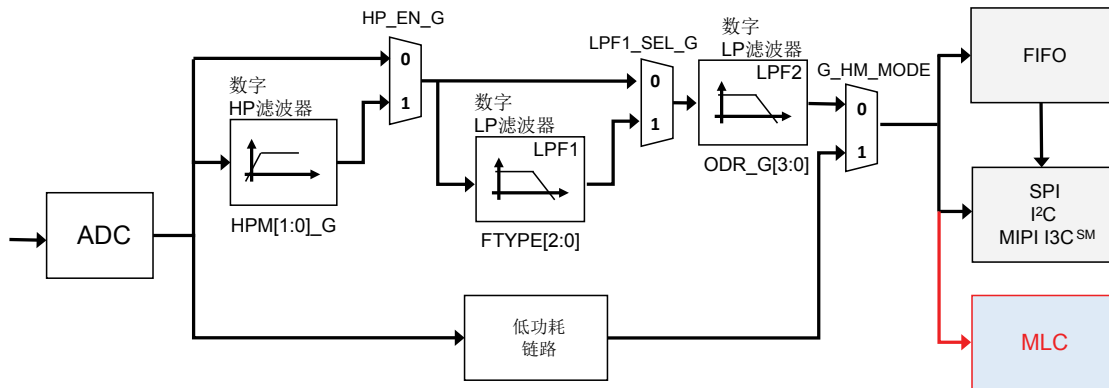 HP_EN_G
0
1
数字
HP滤波器
HPM[1:0]_G
ADC
数字
LP滤波器
LPF1
FTYPE[2:0]
LPF1_SEL_G
0
1
数字
LP滤波器
LPF2
ODR_G[3:0]
G_HM_MODE
0
1
低功耗
链路
FIFO
SPI
I²C
MIPI I3C℠
MLC